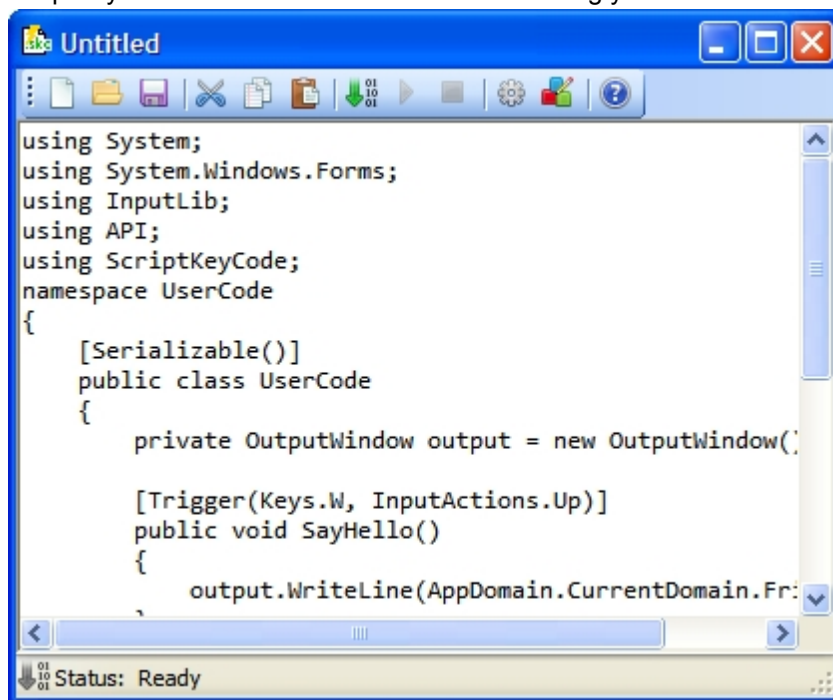 Untitled
using System;
using System.Windows.Forms;
using InputLib;
using API;
using ScriptKeyCode;
namespace UserCode
{
[Serializable()]
public class UserCode
{
private OutputWindow output = new OutputWindow()
[Trigger(Keys.W, InputActions.Up)]
public void SayHello()
{
output.WriteLine(AppDomain.CurrentDomain.Fri
Status: Ready